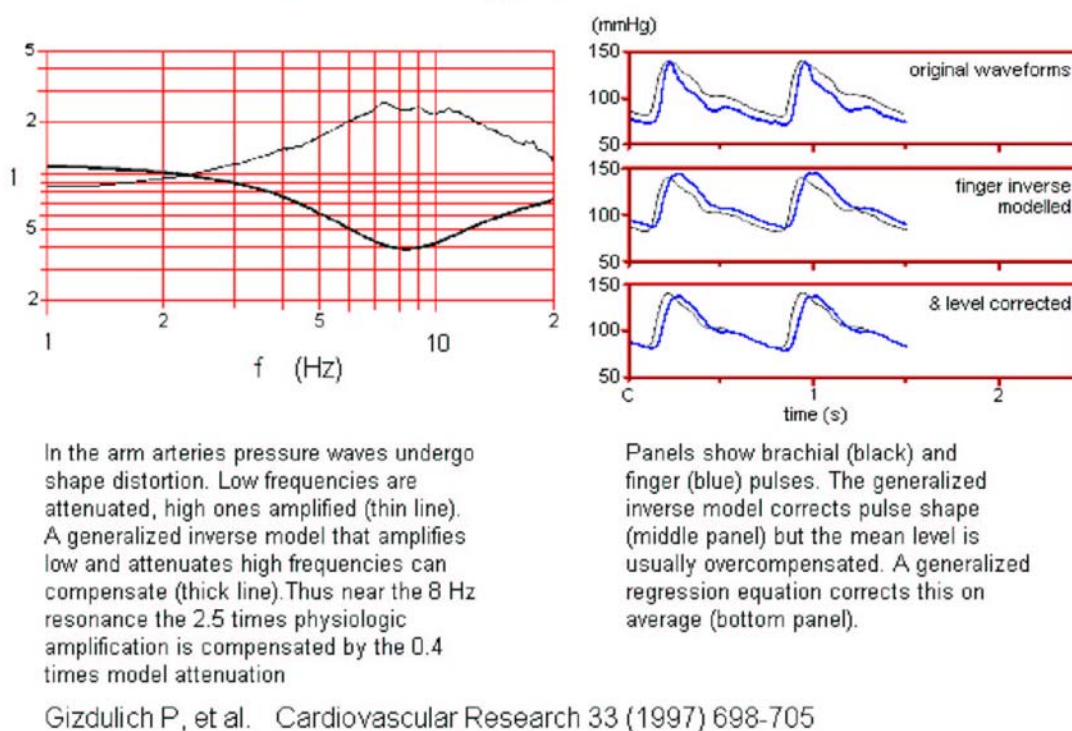 5
2
1
5
2
1
2
5
10
2
f (Hz)
(mmHg)
150
100
50
original waveforms
150
100
50
finger inverse
modelled
150
100
50
& level corrected
C
1
2
time (s)
In the arm arteries pressure waves undergo
shape distortion. Low frequencies are
attenuated, high ones amplified (thin line).
A generalized inverse model that amplifies
low and attenuates high frequencies can
compensate (thick line).Thus near the 8 Hz
resonance the 2.5 times physiologic
amplification is compensated by the 0.4
times model attenuation
Panels show brachial (black) and
finger (blue) pulses. The generalized
inverse model corrects pulse shape
(middle panel) but the mean level is
usually overcompensated. A generalized
regression equation corrects this on
average (bottom panel).
Gizdulich P, et al. Cardiovascular Research 33 (1997) 698-705